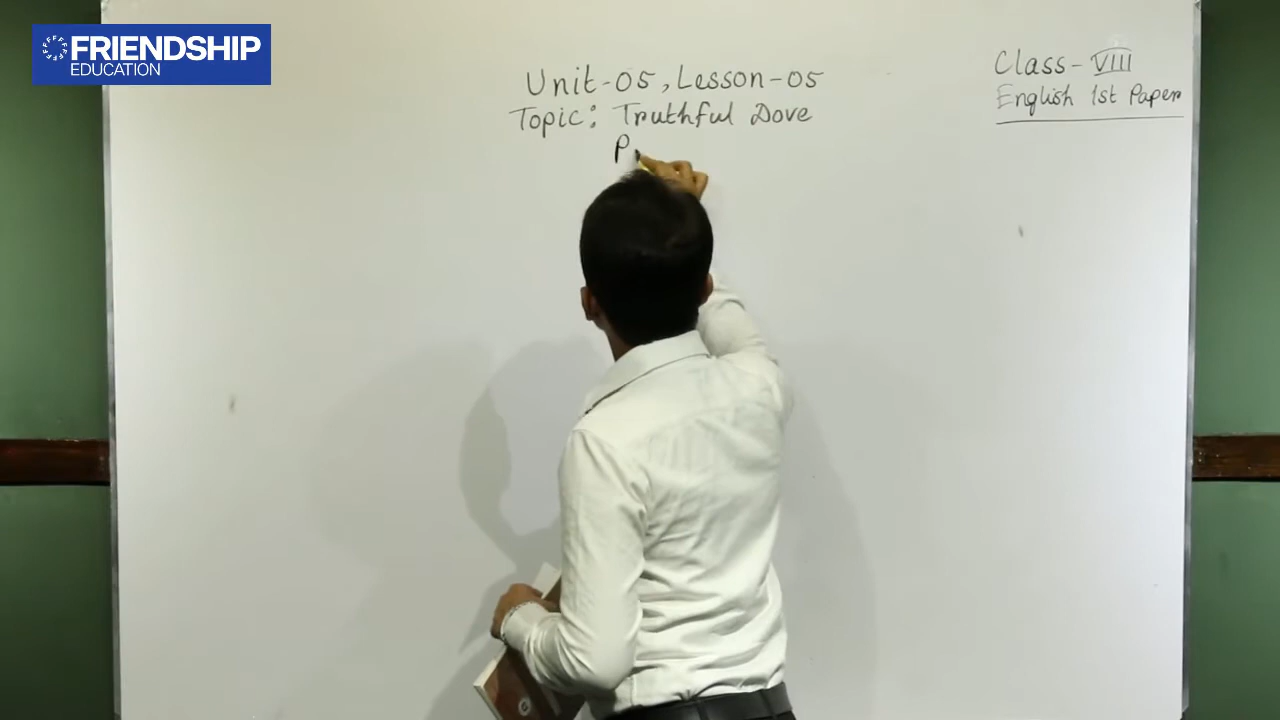 FRIENDSHIP
EDUCATION
Unit-05, Lesson-05
Topic: Truthful Dove
P
Class-VIII
English 1st Paper